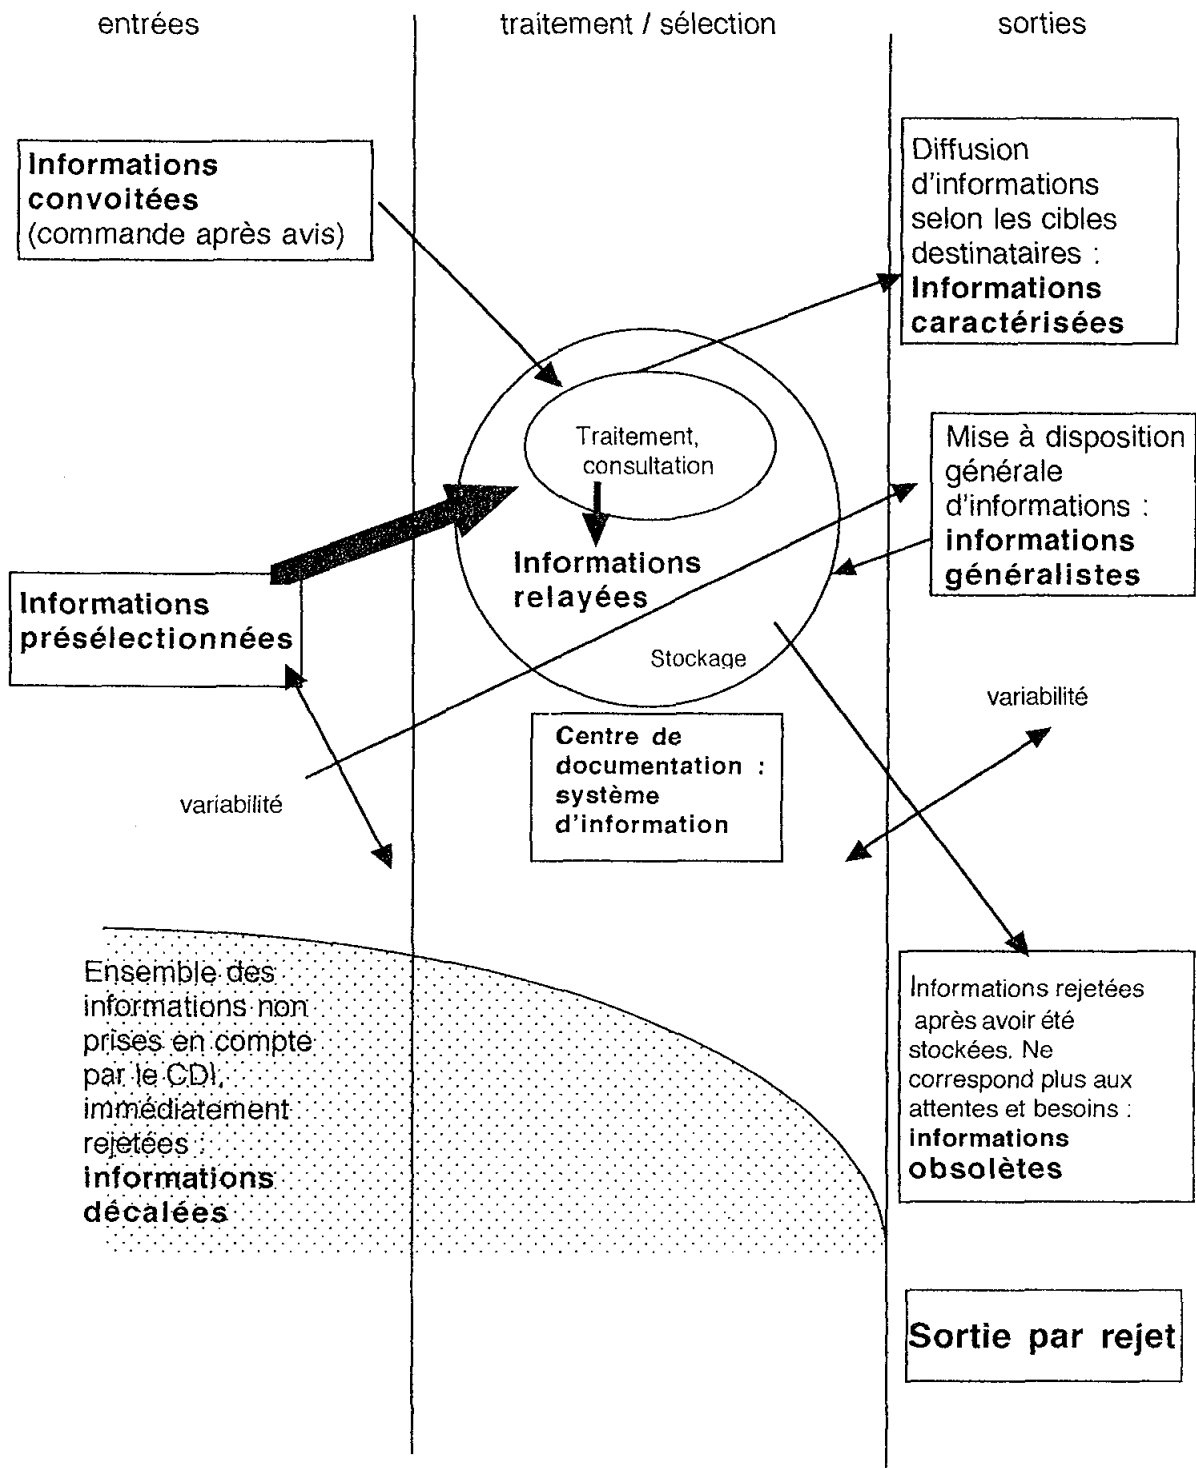 entrées
traitement / sélection
sorties
Informations
convoitées
(commande après avis)
Diffusion
d'informations
selon les cibles
destinataires :
Informations
caractérisées
Traitement,
consultation
Informations
relayées
Stockage
Mise à disposition
générale
d'informations :
informations
généralistes
Informations
présélectionnées
variabilité
Centre de
documentation :
système
d'information
variabilité
Ensemble des
informations non
prises en compte
par le CDI,
immédiatement
rejetées :
informations
décalées
Informations rejetées
après avoir été
stockées. Ne
correspond plus aux
attentes et besoins :
informations
obsolètes
Sortie par rejet